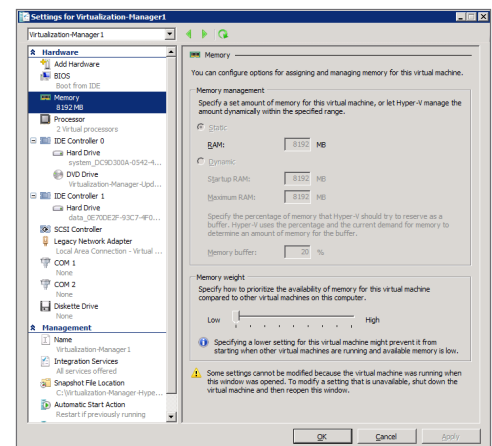 Settings for Virtualization-Manager1
Virtualization-Manager1
Hardware
Add Hardware
BIOS
Boot from IDE
Memory
8192 MB
Processor
2 Virtual processors
IDE Controller 0
Hard Drive
system_DC9D300A-0342-4...
DVD Drive
Virtualization-Manager-Upd...
IDE Controller 1
Hard Drive
data_0E70DE2F-93C7-4F0...
SCSI Controller
Legacy Network Adapter
Local Area Connection - Virtual ...
COM 1
None
COM 2
None
Diskette Drive
None
Management
Name
Virtualization-Manager1
Integration Services
All services offered
Snapshot File Location
C:\Virtualization-Manager-Hype...
Automatic Start Action
Restart if previously running
Memory
You can configure options for assigning and managing memory for this virtual machine.
Memory management
Specify a set amount of memory for this virtual machine, or let Hyper-V manage the
amount dynamically within the specified range.
Static
RAM: 8192 MB
Dynamic
Startup RAM: 8192 MB
Maximum RAM: 8192 MB
Specify the percentage of memory that Hyper-V should try to reserve as a
buffer. Hyper-V uses the percentage and the current demand for memory to
determine an amount of memory for the buffer.
Memory buffer: 20 %
Memory weight
Specify how to prioritize the availability of memory for this virtual machine
compared to other virtual machines on this computer.
Low High
Specifying a lower setting for this virtual machine might prevent it from
starting when other virtual machines are running and available memory is low.
Some settings cannot be modified because the virtual machine was running when
this window was opened. To modify a setting that is unavailable, shut down the
virtual machine and then reopen this window.
OK Cancel Apply